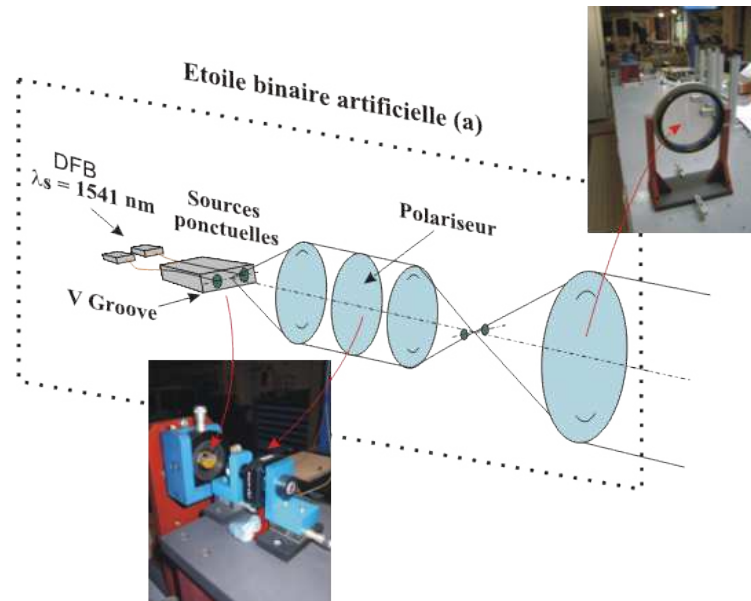 Etoile binaire artificielle (a)
DFB
λs = 1541 nm
Sources
ponctuelles
Polariseur
V Groove